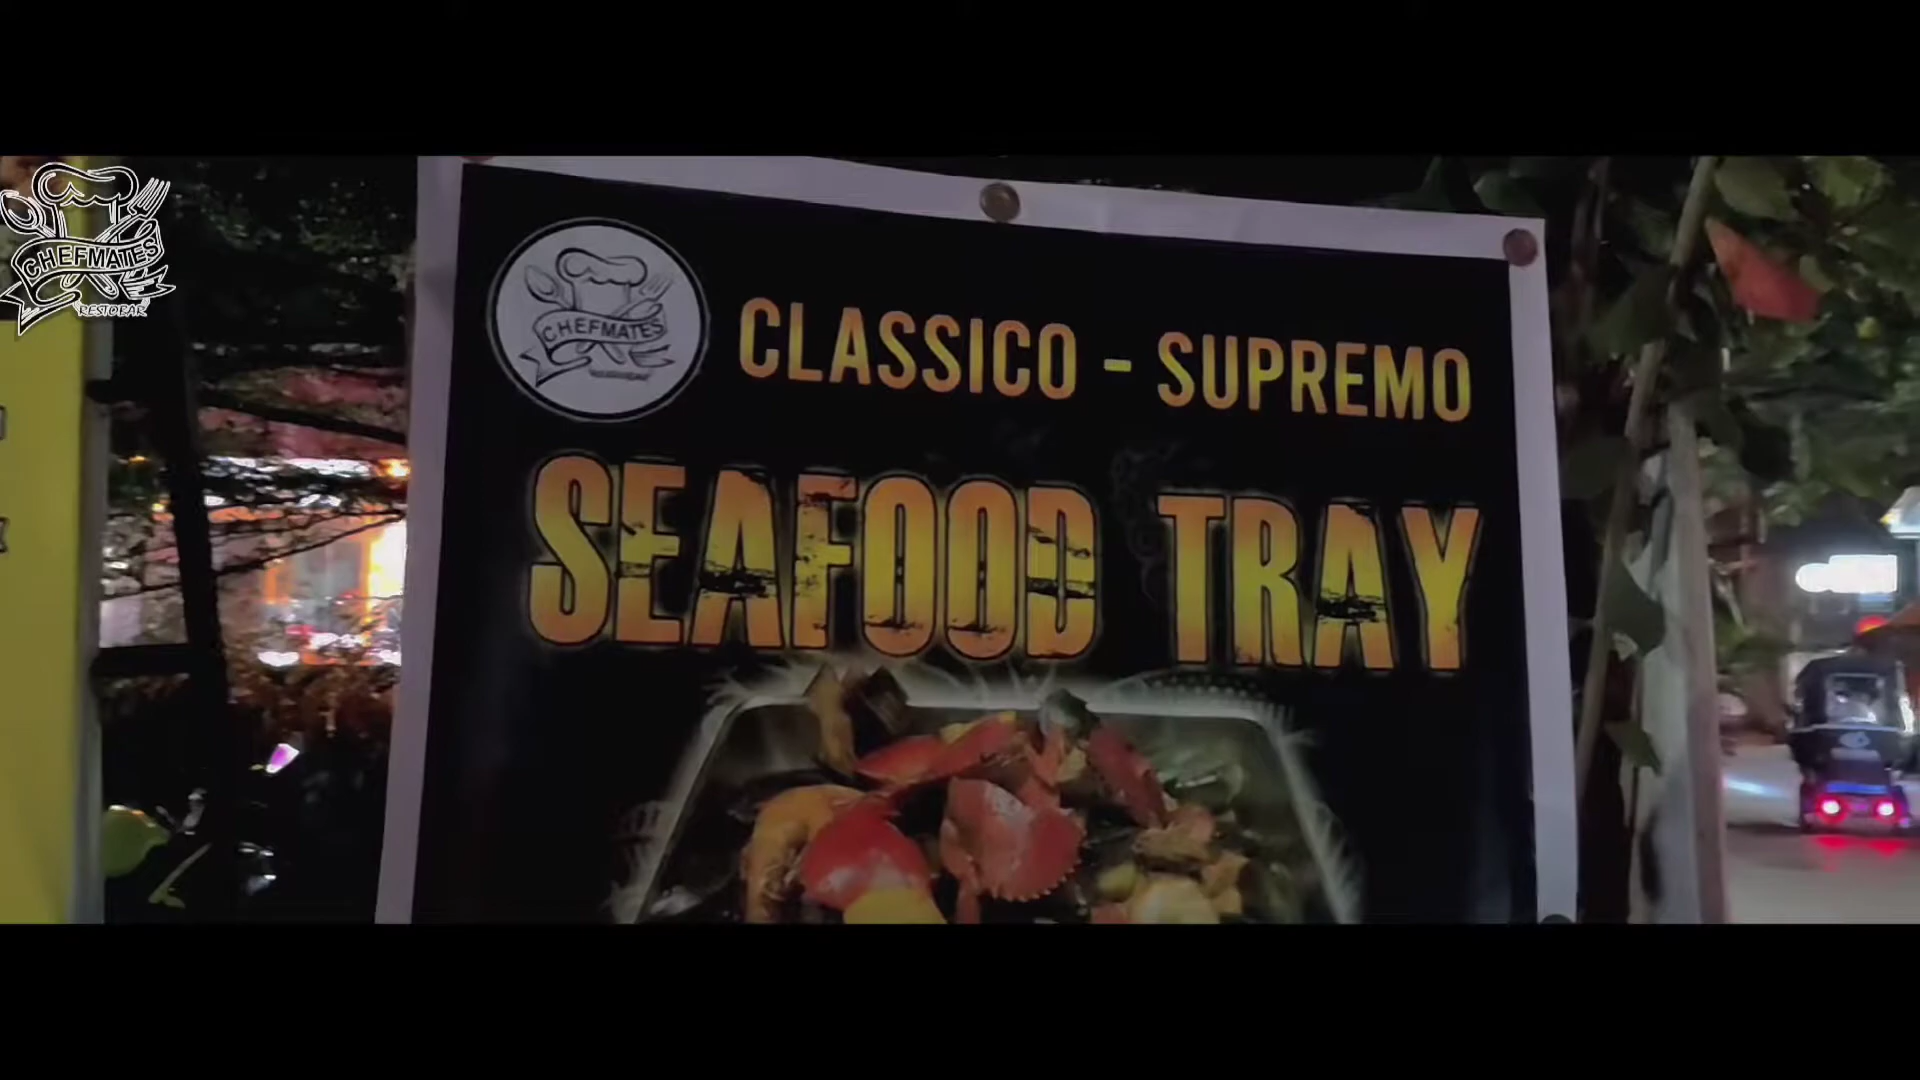 CHEFMATES
RESTOBAR
CHEFMATES
CLASSICO - SUPREMO
SEAFOOD TRAY